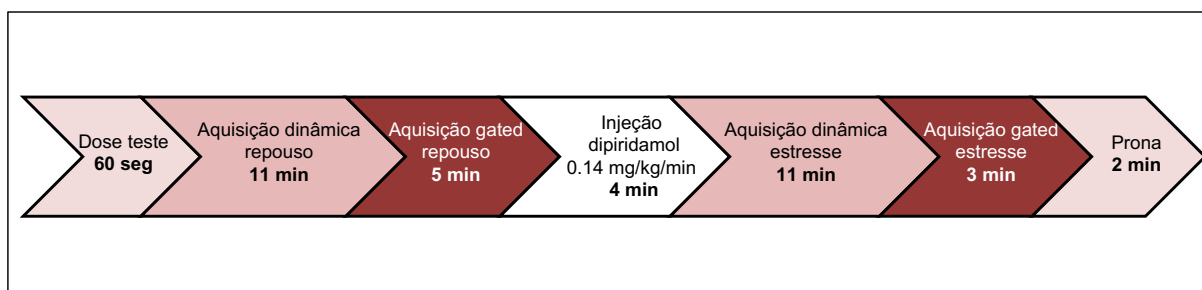 Dose teste
60 seg
Aquisição dinâmica
repouso
11 min
Aquisição gated
repouso
5 min
Injeção
dipiridamol
0.14 mg/kg/min
4 min
Aquisição dinâmica
estresse
11 min
Aquisição gated
estresse
3 min
Prona
2 min